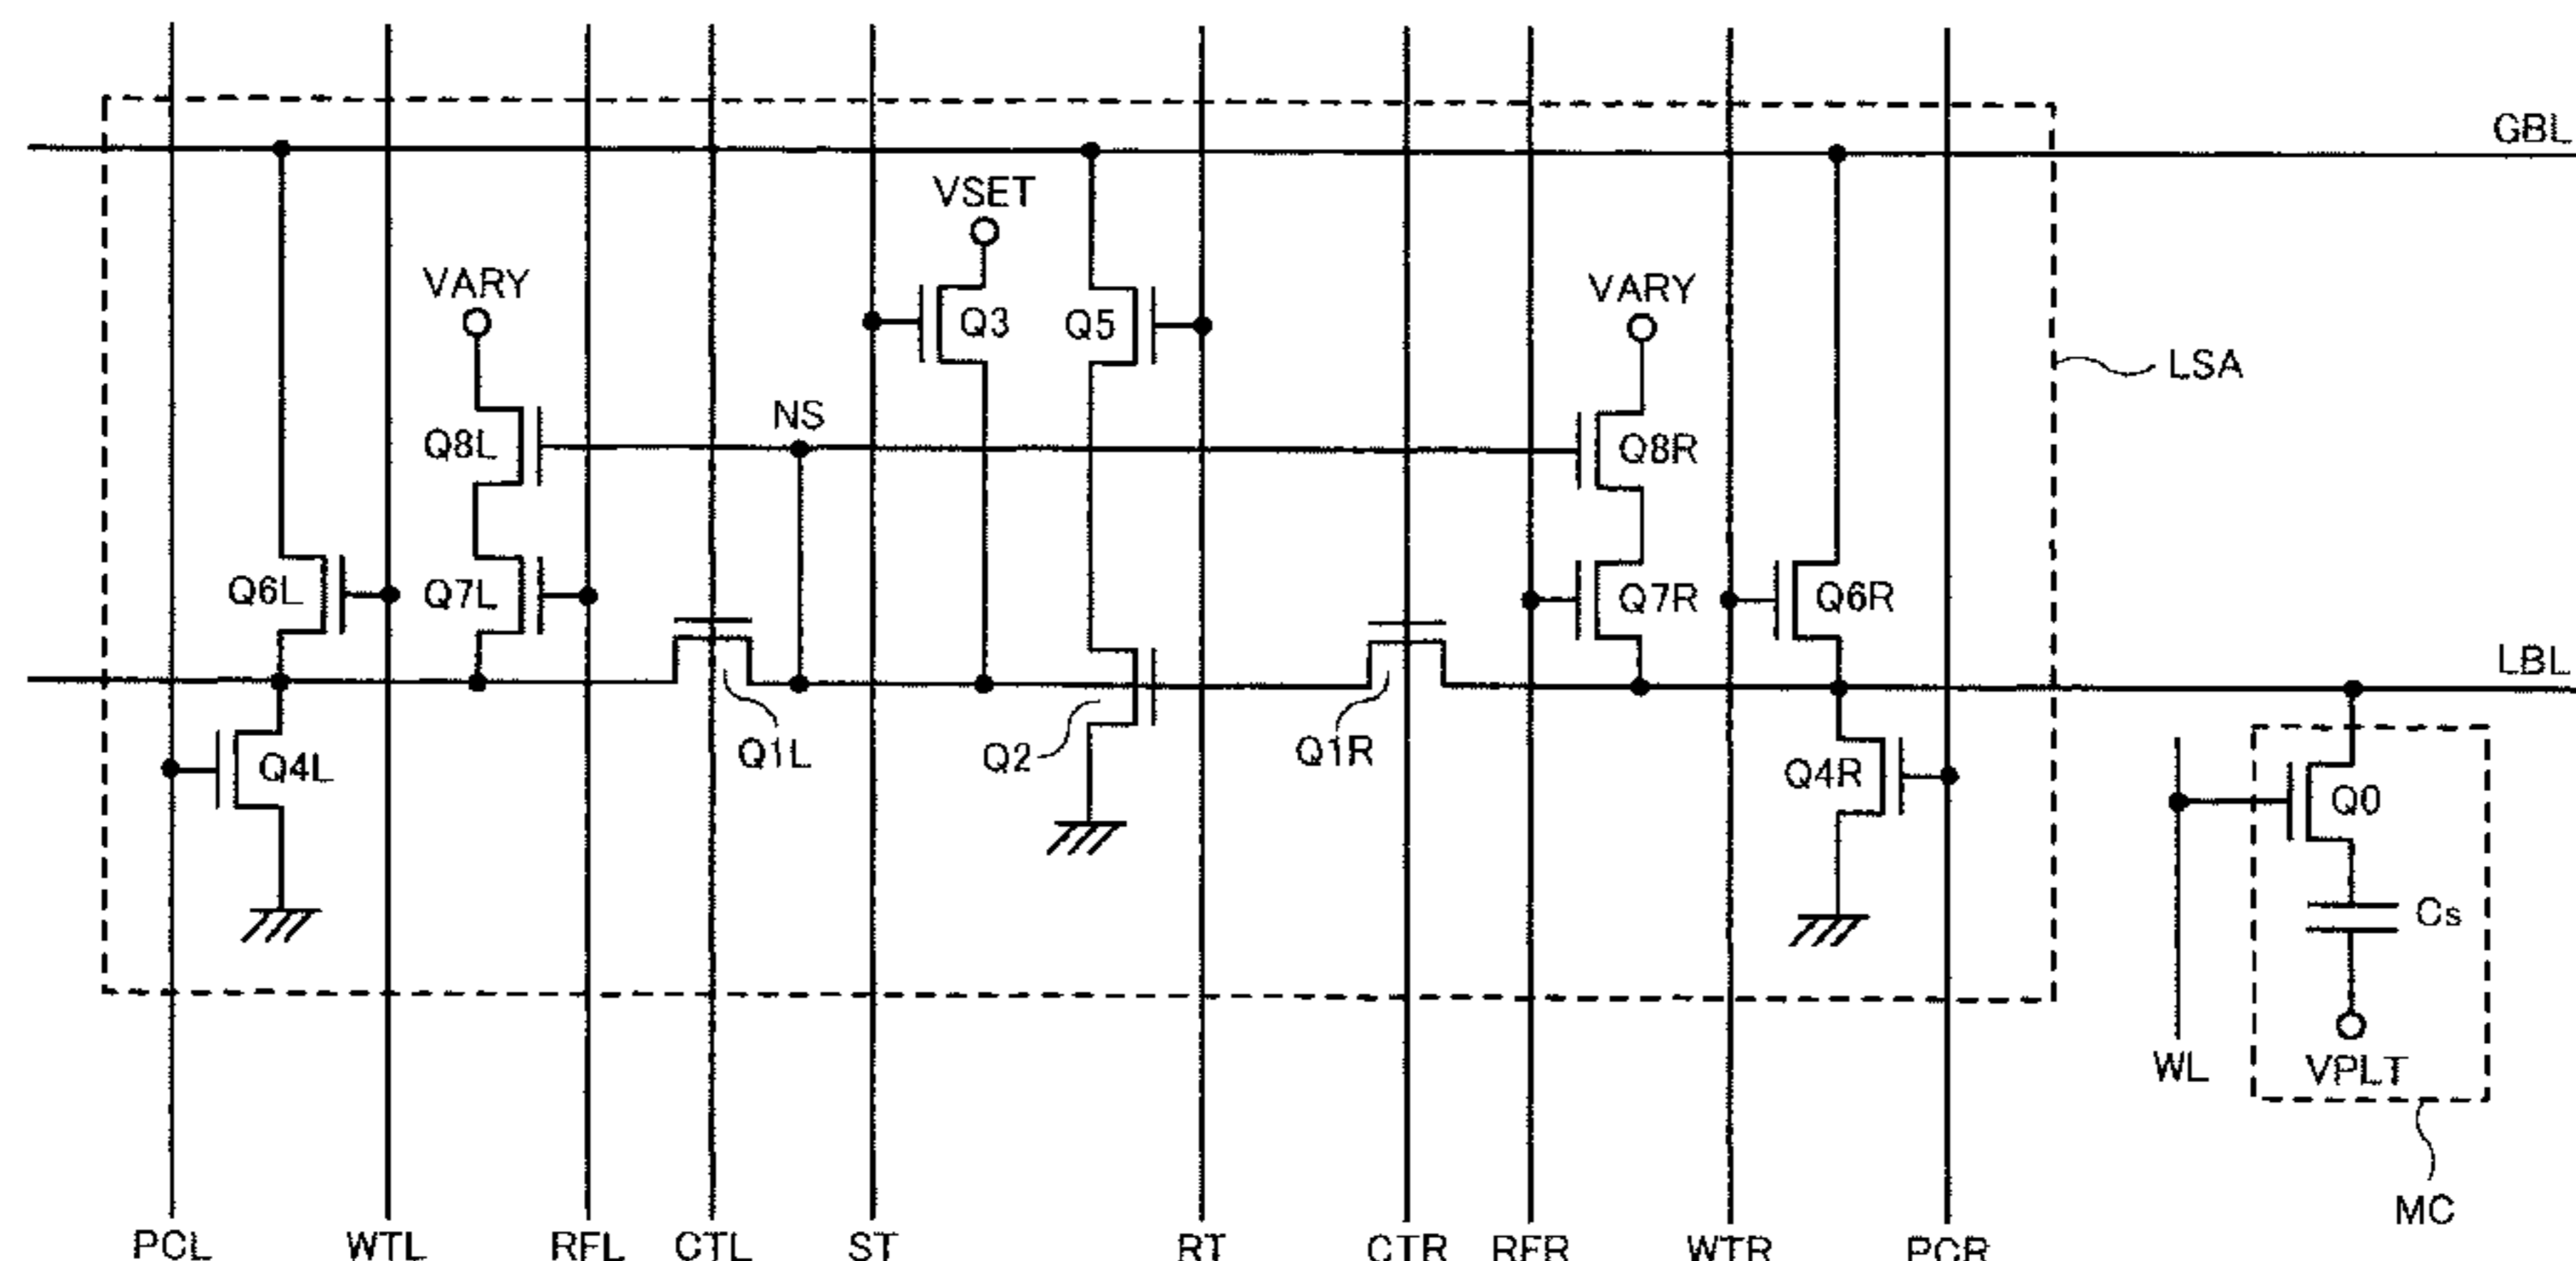 GBL
VSET
VARY
VARY
Q3
Q5
LSA
NS
Q8L
Q8R
Q6L
Q7L
Q7R
Q6R
LBL
Q4L
Q1L
Q2
Q1R
Q4R
Q0
Cs
WL
VPLT
MC
PCL
WTL
RFL
CTL
ST
RT
CTR
RFR
WTR
PCR